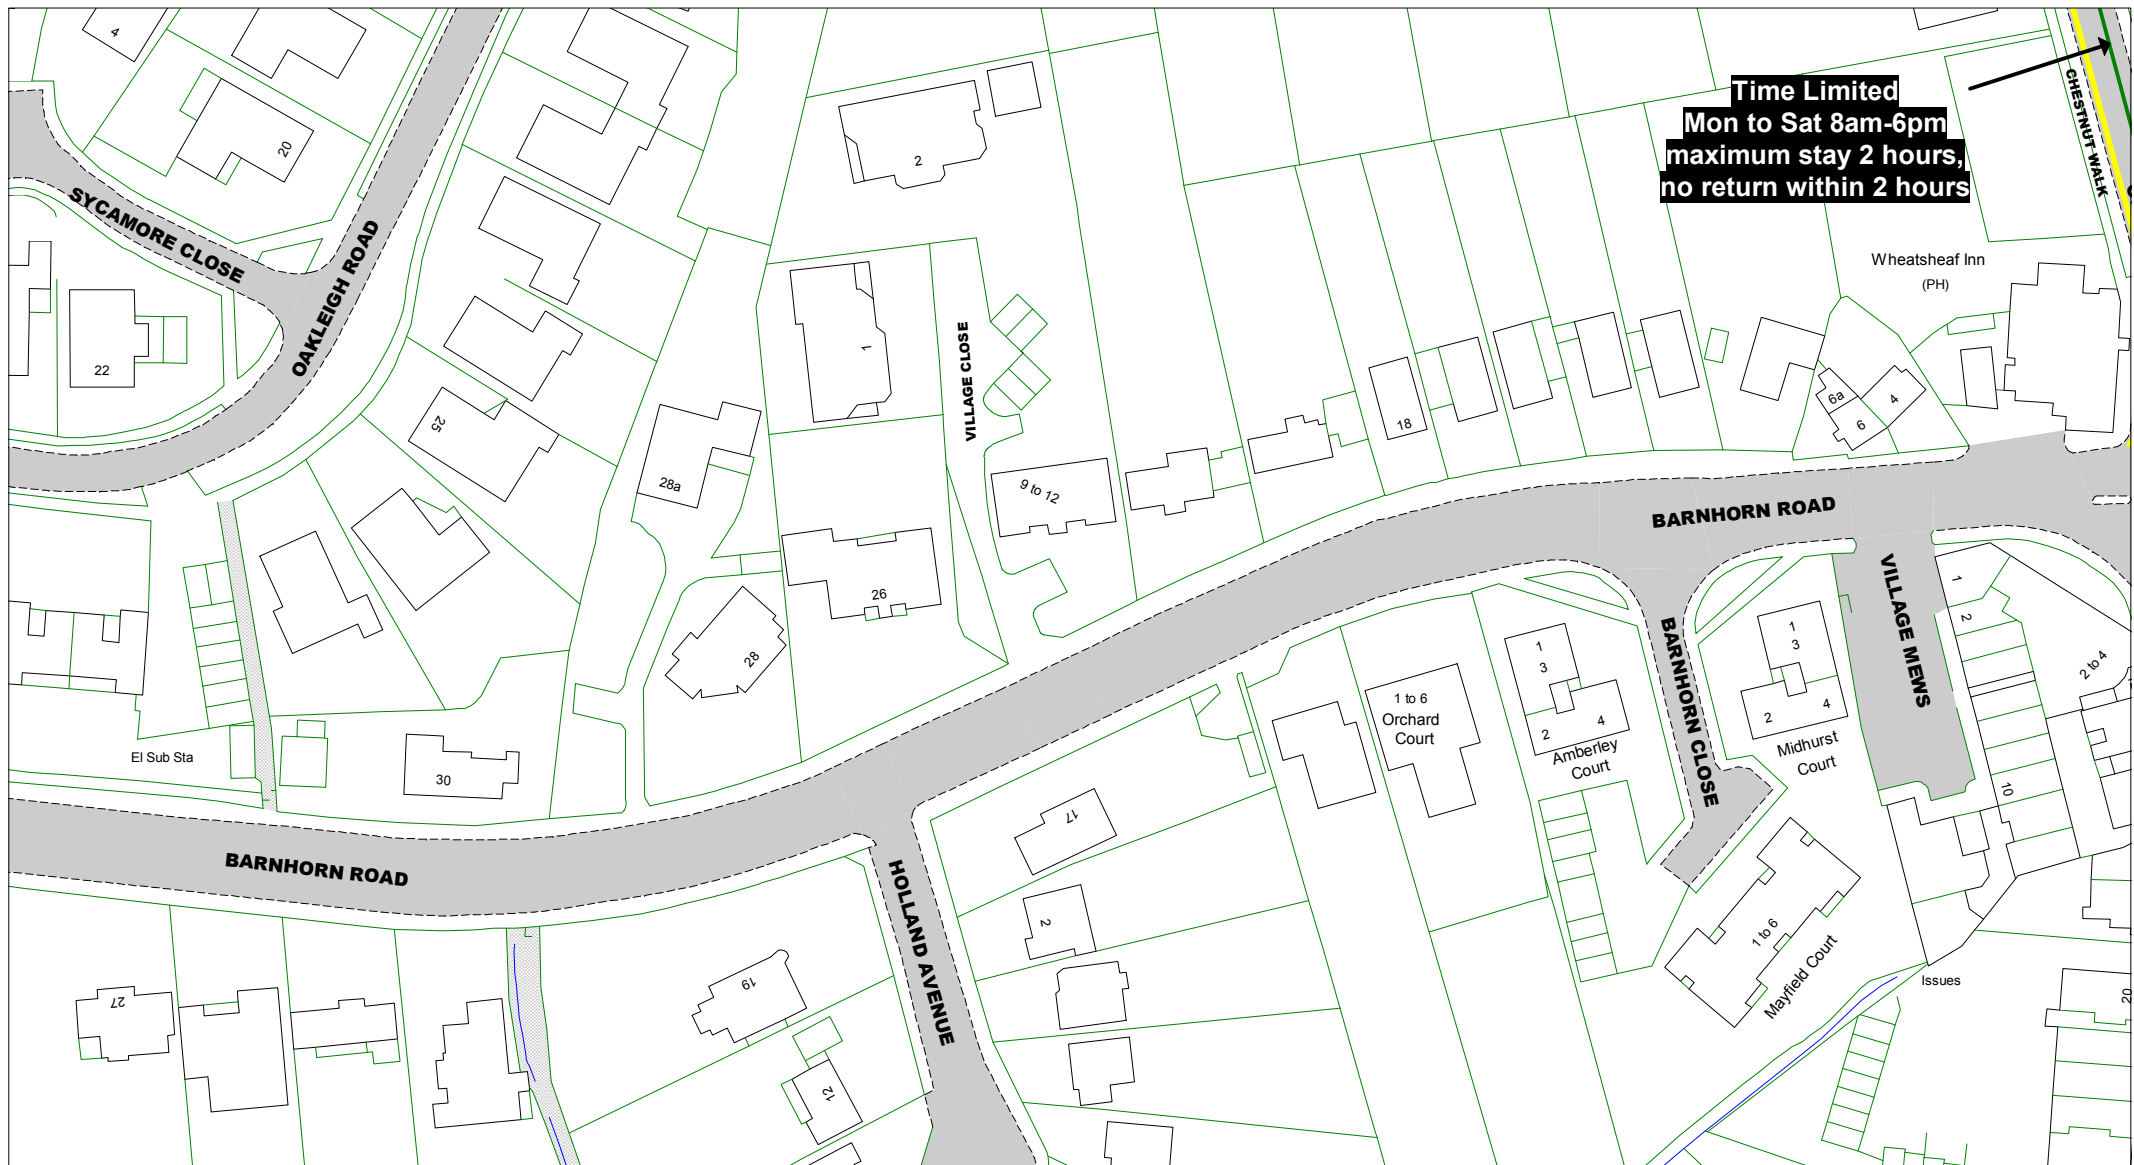 4
20
SYCAMORE CLOSE
OAKLEIGH ROAD
22
25
2
1
VILLAGE CLOSE
Time Limited
Mon to Sat 8am-6pm
maximum stay 2 hours,
no return within 2 hours
CHESTNUT WALK
Wheatsheaf Inn
(PH)
18
6a
6
4
28a
9 to 12
BARNHORN ROAD
26
28
El Sub Sta
30
BARNHORN ROAD
HOLLAND AVENUE
17
2
1 to 6
Orchard
Court
1
3
2
4
Amberley
Court
BARNHORN CLOSE
1
3
2
4
Midhurst
Court
VILLAGE MEWS
1
2
2 to 4
10
1 to 6
Mayfield Court
Issues
20
27
19
12